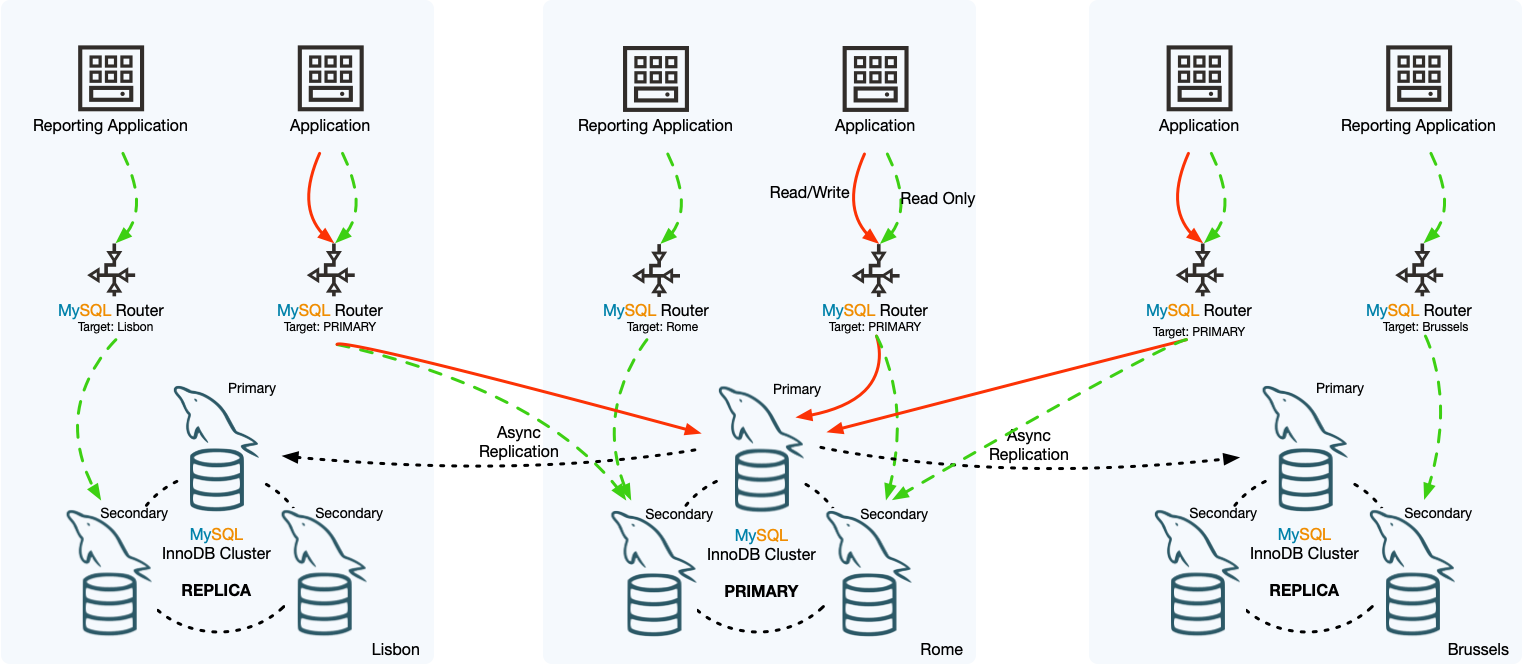 Reporting Application
Application
Reporting Application
Application
Application
Reporting Application
Read/Write
Read Only
MySQL Router
Target: Lisbon
MySQL Router
Target: PRIMARY
MySQL Router
Target: Rome
MySQL Router
Target: PRIMARY
MySQL Router
Target: PRIMARY
MySQL Router
Target: Brussels
Primary
Primary
Primary
Async
Replication
Async
Replication
Secondary
Secondary
MySQL
InnoDB Cluster
REPLICA
Lisbon
Secondary
Secondary
MySQL
InnoDB Cluster
PRIMARY
Rome
Secondary
Secondary
MySQL
InnoDB Cluster
REPLICA
Brussels